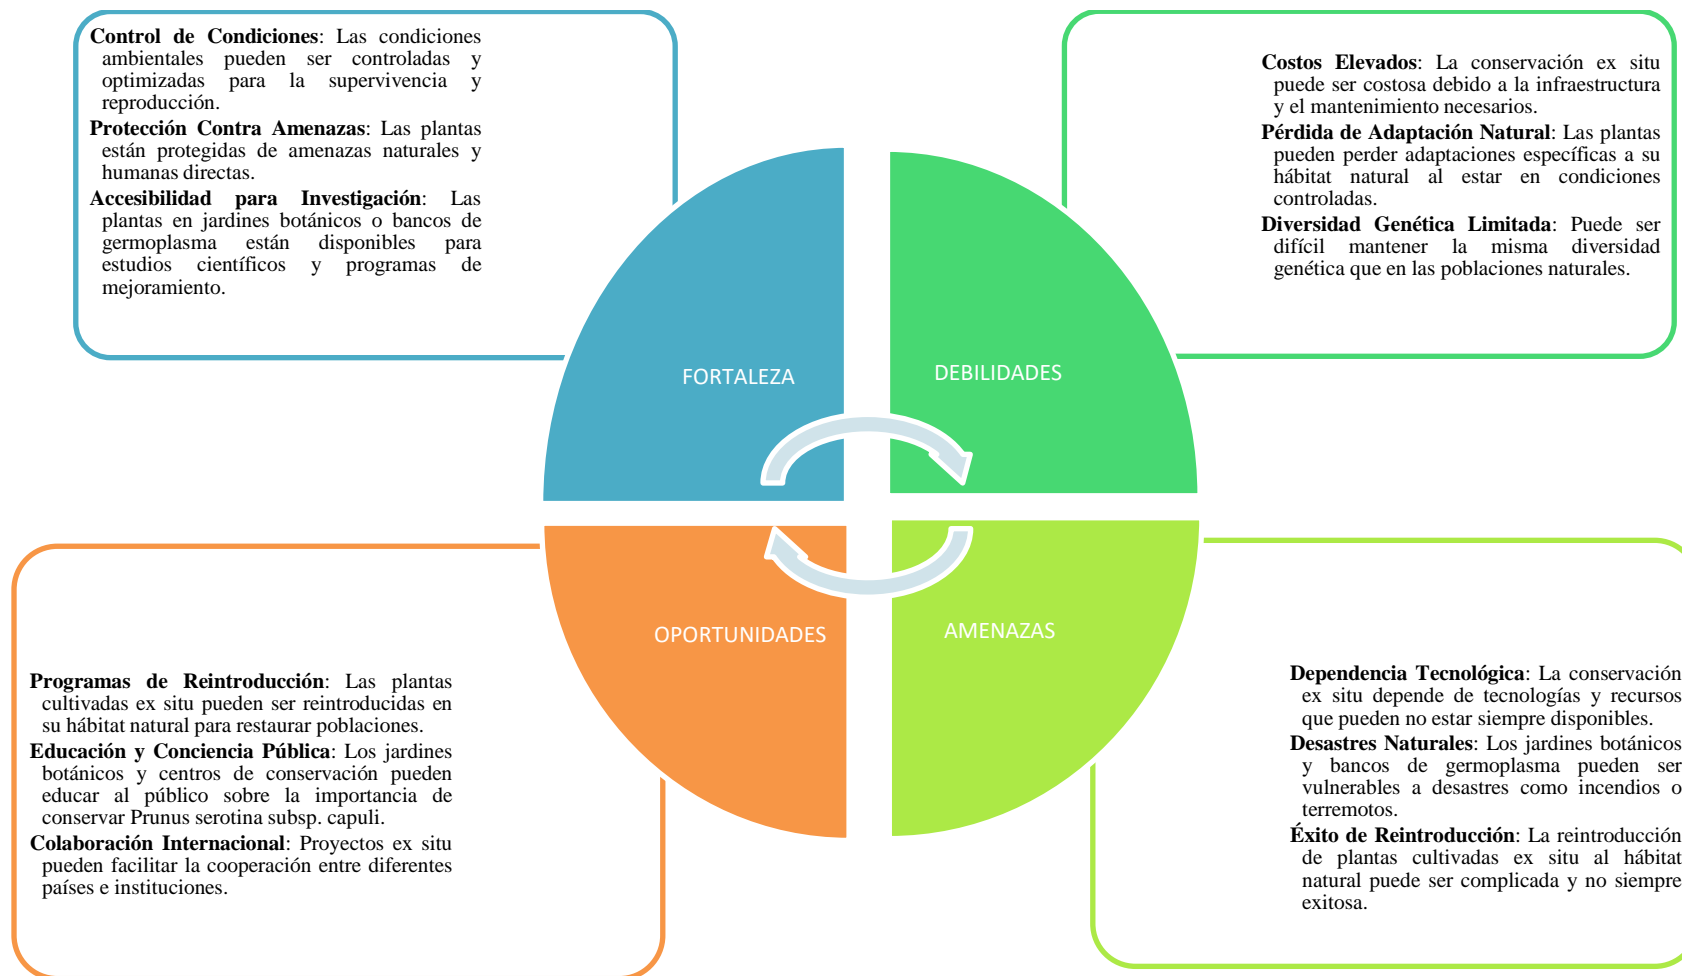 Control de Condiciones: Las condiciones
ambientales pueden ser controladas y
optimizadas para la supervivencia y
reproducción.
Protección Contra Amenazas: Las plantas
están protegidas de amenazas naturales y
humanas directas.
Accesibilidad para Investigación: Las
plantas en jardines botánicos o bancos de
germoplasma están disponibles para
estudios científicos y programas de
mejoramiento.
Costos Elevados: La conservación ex situ
puede ser costosa debido a la infraestructura
y el mantenimiento necesarios.
Pérdida de Adaptación Natural: Las plantas
pueden perder adaptaciones específicas a su
hábitat natural al estar en condiciones
controladas.
Diversidad Genética Limitada: Puede ser
difícil mantener la misma diversidad
genética que en las poblaciones naturales.
FORTALEZA
DEBILIDADES
OPORTUNIDADES
AMENAZAS
Programas de Reintroducción: Las plantas
cultivadas ex situ pueden ser reintroducidas en
su hábitat natural para restaurar poblaciones.
Educación y Conciencia Pública: Los jardines
botánicos y centros de conservación pueden
educar al público sobre la importancia de
conservar Prunus serotina subsp. capuli.
Colaboración Internacional: Proyectos ex situ
pueden facilitar la cooperación entre diferentes
países e instituciones.
Dependencia Tecnológica: La conservación
ex situ depende de tecnologías y recursos
que pueden no estar siempre disponibles.
Desastres Naturales: Los jardines botánicos
y bancos de germoplasma pueden ser
vulnerables a desastres como incendios o
terremotos.
Éxito de Reintroducción: La reintroducción
de plantas cultivadas ex situ al hábitat
natural puede ser complicada y no siempre
exitosa.